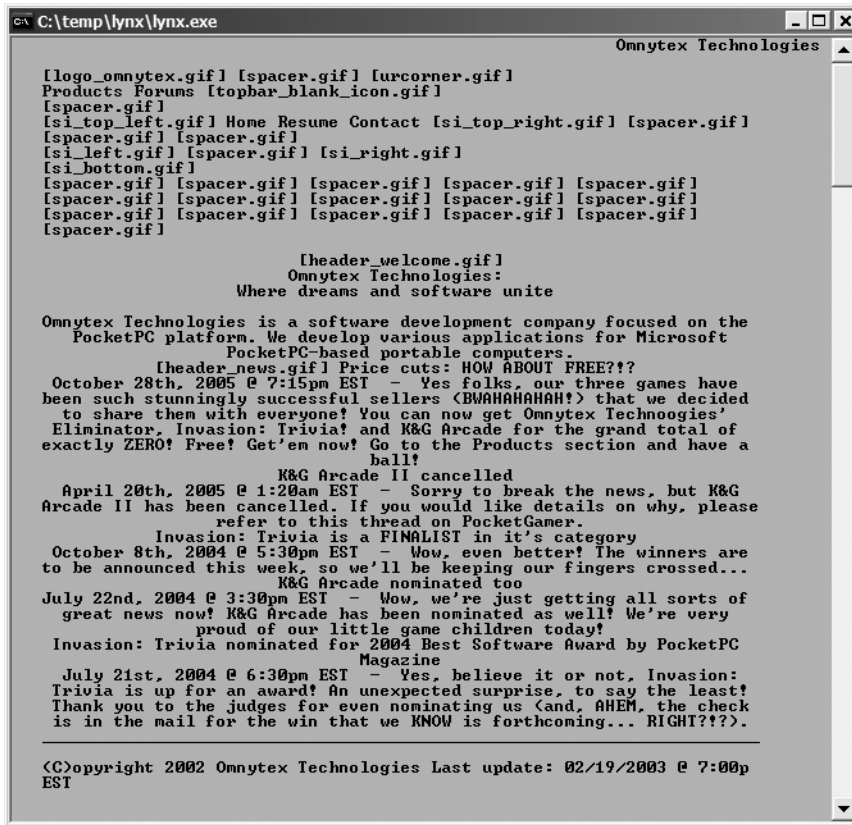 C:\temp\lynx\lynx.exe
Omnytex Technologies
[logo_omnytex.gif] [spacer.gif] [urcorner.gif]
Products Forums [topbar_blank_icon.gif]
[spacer.gif]
[si_top_left.gif] Home Resume Contact [si_top_right.gif] [spacer.gif]
[spacer.gif] [spacer.gif]
[si_left.gif] [spacer.gif] [si_right.gif]
[si_bottom.gif]
[spacer.gif] [spacer.gif] [spacer.gif] [spacer.gif] [spacer.gif]
[spacer.gif] [spacer.gif] [spacer.gif] [spacer.gif] [spacer.gif]
[spacer.gif] [spacer.gif] [spacer.gif] [spacer.gif] [spacer.gif]
[spacer.gif]
[header_welcome.gif]
Omnytex Technologies:
Where dreams and software unite
Omnytex Technologies is a software development company focused on the
PocketPC platform. We develop various applications for Microsoft
PocketPC-based portable computers.
[header_news.gif] Price cuts: HOW ABOUT FREE?!?
October 28th, 2005 @ 7:15pm EST - Yes folks, our three games have
been such stunningly successful sellers (BWAHAHAHAH!) that we decided
to share them with everyone! You can now get Omnytex Technoogies'
Eliminator, Invasion: Trivia! and K&G Arcade for the grand total of
exactly ZERO! Free! Get'em now! Go to the Products section and have a
ball!
K&G Arcade II cancelled
April 20th, 2005 @ 1:20am EST - Sorry to break the news, but K&G
Arcade II has been cancelled. If you would like details on why, please
refer to this thread on PocketGamer.
Invasion: Trivia is a FINALIST in it's category
October 8th, 2004 @ 5:30pm EST - Wow, even better! The winners are
to be announced this week, so we'll be keeping our fingers crossed...
K&G Arcade nominated too
July 22nd, 2004 @ 3:30pm EST - Wow, we're just getting all sorts of
great news now! K&G Arcade has been nominated as well! We're very
proud of our little game children today!
Invasion: Trivia nominated for 2004 Best Software Award by PocketPC
Magazine
July 21st, 2004 @ 6:30pm EST - Yes, believe it or not, Invasion:
Trivia is up for an award! An unexpected surprise, to say the least!
Thank you to the judges for even nominating us (and, AHEM, the check
is in the mail for the win that we KNOW is forthcoming... RIGHT?!?).
(C)opyright 2002 Omnytex Technologies Last update: 02/19/2003 @ 7:00p
EST